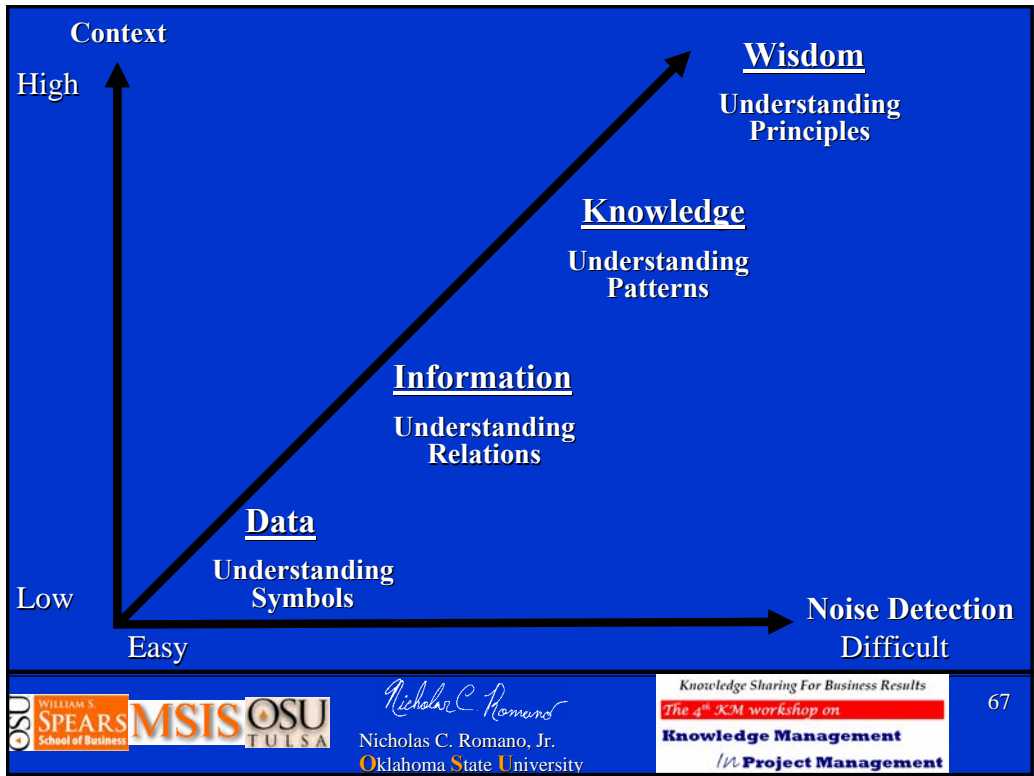 Context
High
Wisdom
Understanding
Principles
Knowledge
Understanding
Patterns
Information
Understanding
Relations
Data
Understanding
Symbols
Low
Noise Detection
Easy
Difficult
OSU
WILLIAM S.
SPEARS
School of Business
MSIS
OSU
TULSA
Nicholas C. Romano
Nicholas C. Romano, Jr.
Oklahoma State University
Knowledge Sharing For Business Results
The 4th KM workshop on
Knowledge Management
In Project Management
67